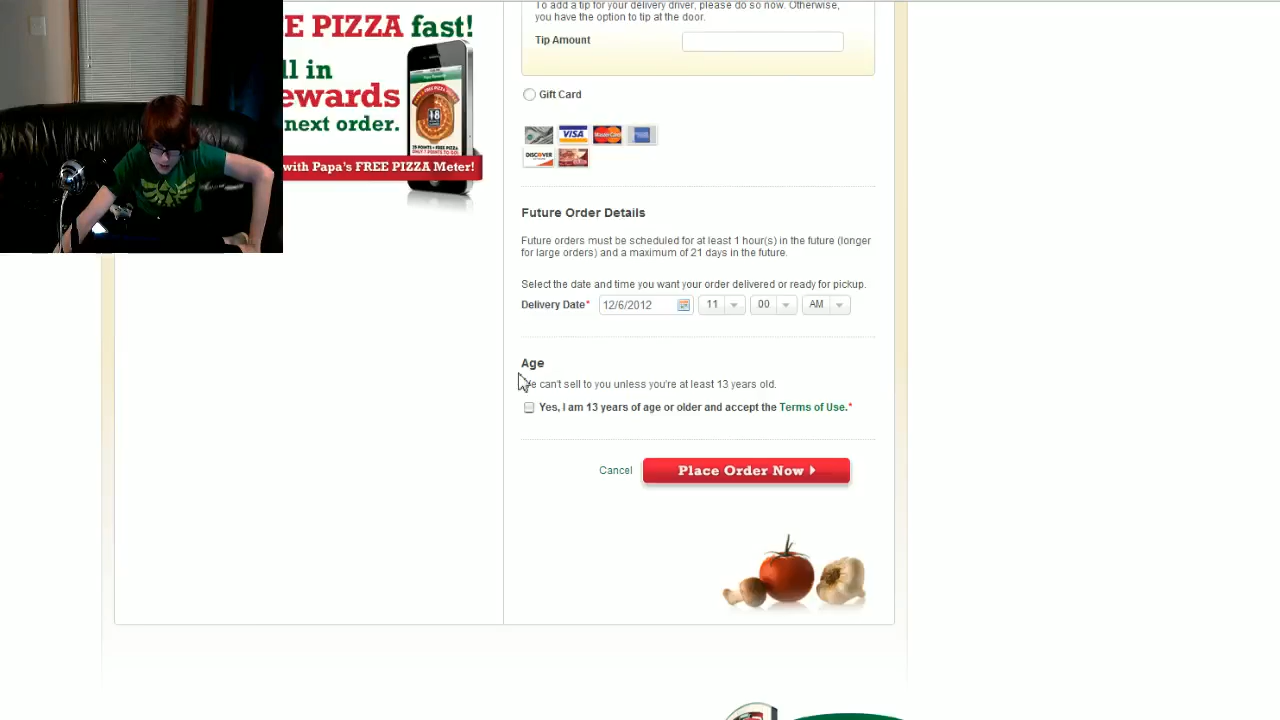 To add a tip for your delivery driver, please do so now. Otherwise,
you have the option to tip at the door.
Tip Amount
E PIZZA fast!
ll in
ewards
next order.
with Papa's FREE PIZZA Meter!
Gift Card
VISA
MasterCard
DISCOVER
Future Order Details
Future orders must be scheduled for at least 1 hour(s) in the future (longer
for large orders) and a maximum of 21 days in the future.
Select the date and time you want your order delivered or ready for pickup.
Delivery Date* 12/6/2012 11 00 AM
Age
can't sell to you unless you're at least 13 years old.
Yes, I am 13 years of age or older and accept the Terms of Use.*
Cancel Place Order Now